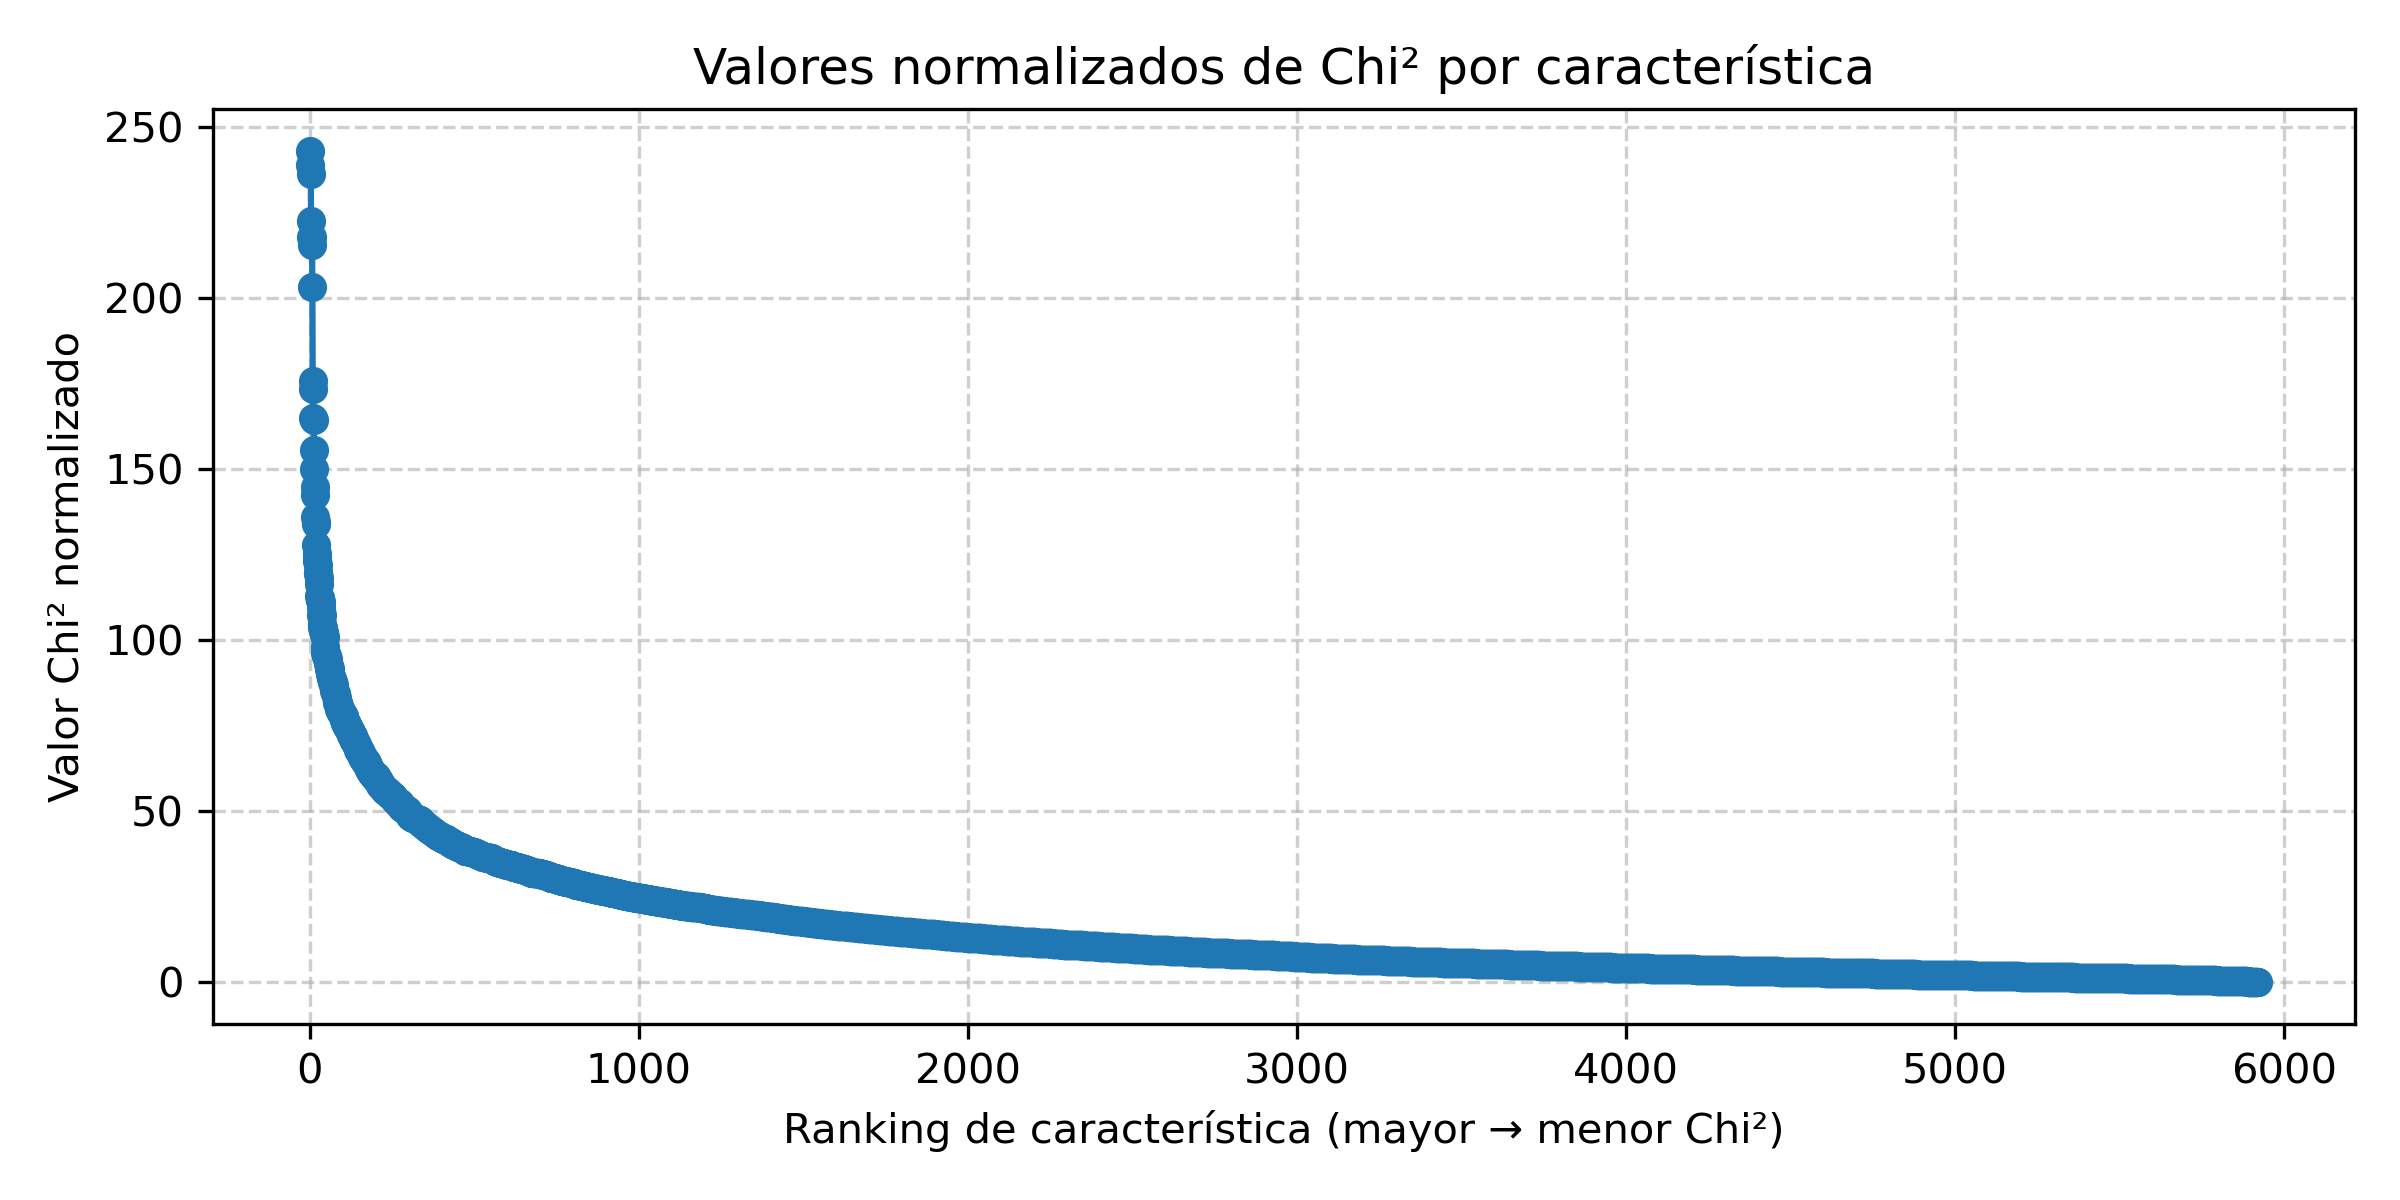 Valores normalizados de Chi² por característica
Valor Chi² normalizado
250
200
150
100
50
0
0 1000 2000 3000 4000 5000 6000
Ranking de característica (mayor → menor Chi²)